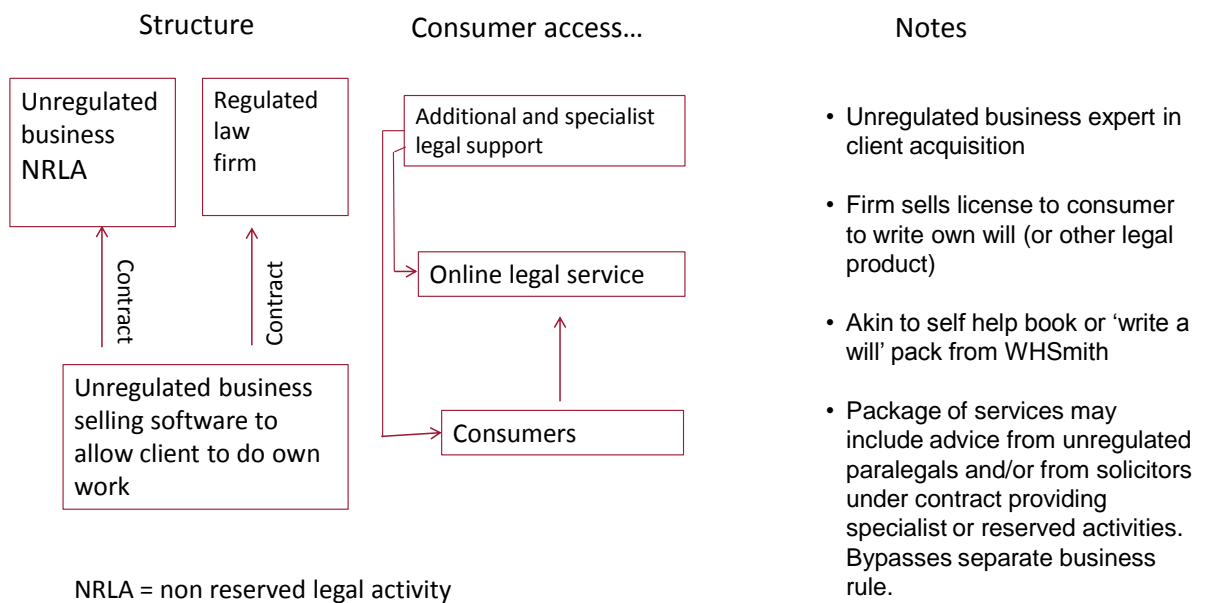 Structure
Consumer access...
Notes
Unregulated
business
NRLA
Regulated
law
firm
Contract
Contract
Unregulated business
selling software to
allow client to do own
work
Additional and specialist
legal support
Online legal service
Consumers
• Unregulated business expert in
client acquisition
• Firm sells license to consumer
to write own will (or other legal
product)
• Akin to self help book or ‘write a
will’ pack from WHSmith
• Package of services may
include advice from unregulated
paralegals and/or from solicitors
under contract providing
specialist or reserved activities.
Bypasses separate business
rule.
NRLA = non reserved legal activity